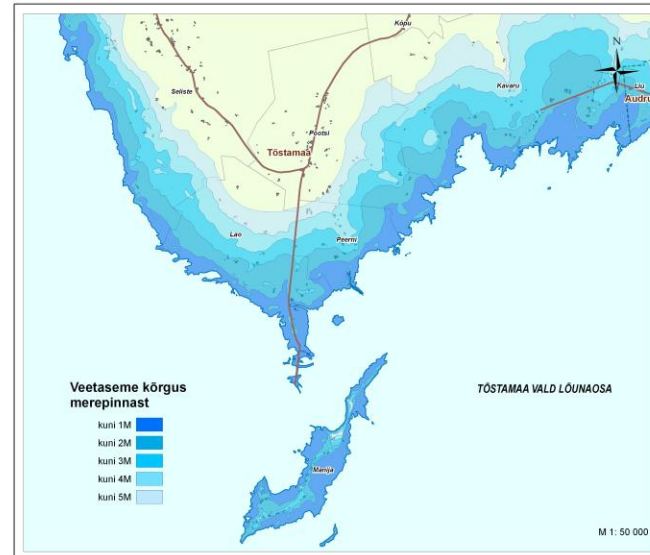 Kõpu
N
Seliste
Kavaru
Liu
Audru
Pootsi
Tõstamaa
Lao
Peerni
Veetaseme kõrgus
merepinnast
kuni 1M
kuni 2M
kuni 3M
kuni 4M
kuni 5M
TÕSTAMAA VALD LÕUNAOSA
Manija
M 1: 50 000